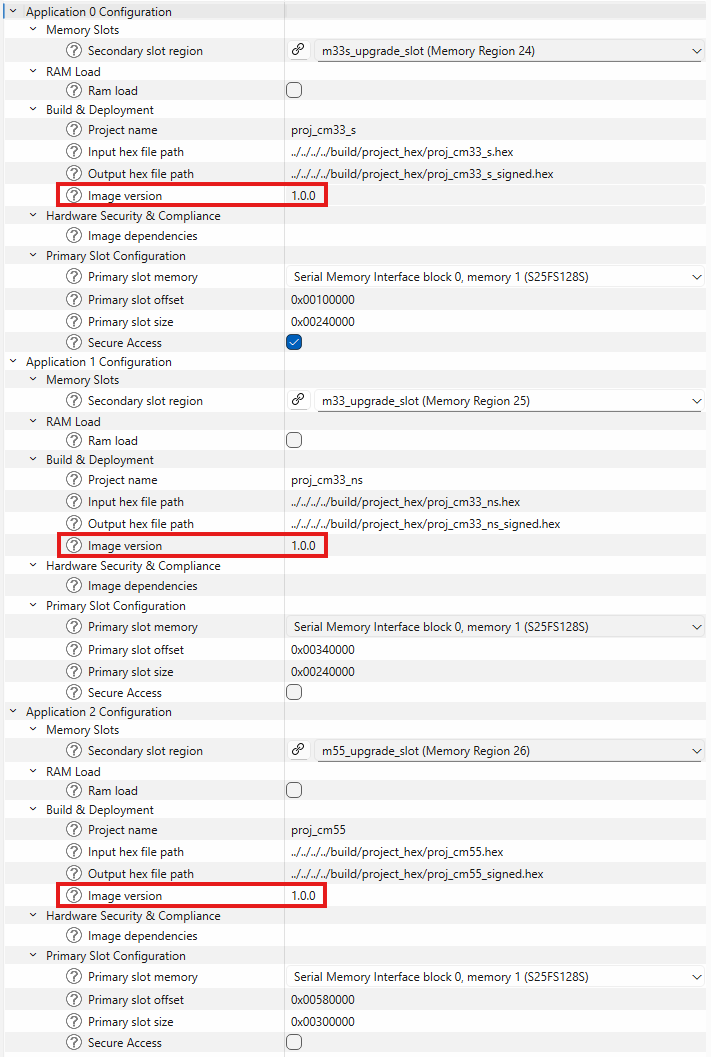 Application 0 Configuration
Memory Slots
Secondary slot region m33s_upgrade_slot (Memory Region 24)
RAM Load
Ram load
Build & Deployment
Project name proj_cm33_s
Input hex file path ../../../../build/project_hex/proj_cm33_s.hex
Output hex file path ../../../../build/project_hex/proj_cm33_s_signed.hex
Image version 1.0.0
Hardware Security & Compliance
Image dependencies
Primary Slot Configuration
Primary slot memory Serial Memory Interface block 0, memory 1 (S25FS128S)
Primary slot offset 0x00100000
Primary slot size 0x00240000
Secure Access
Application 1 Configuration
Memory Slots
Secondary slot region m33_upgrade_slot (Memory Region 25)
RAM Load
Ram load
Build & Deployment
Project name proj_cm33_ns
Input hex file path ../../../../build/project_hex/proj_cm33_ns.hex
Output hex file path ../../../../build/project_hex/proj_cm33_ns_signed.hex
Image version 1.0.0
Hardware Security & Compliance
Image dependencies
Primary Slot Configuration
Primary slot memory Serial Memory Interface block 0, memory 1 (S25FS128S)
Primary slot offset 0x00340000
Primary slot size 0x00240000
Secure Access
Application 2 Configuration
Memory Slots
Secondary slot region m55_upgrade_slot (Memory Region 26)
RAM Load
Ram load
Build & Deployment
Project name proj_cm55
Input hex file path ../../../../build/project_hex/proj_cm55.hex
Output hex file path ../../../../build/project_hex/proj_cm55_signed.hex
Image version 1.0.0
Hardware Security & Compliance
Image dependencies
Primary Slot Configuration
Primary slot memory Serial Memory Interface block 0, memory 1 (S25FS128S)
Primary slot offset 0x00580000
Primary slot size 0x00300000
Secure Access